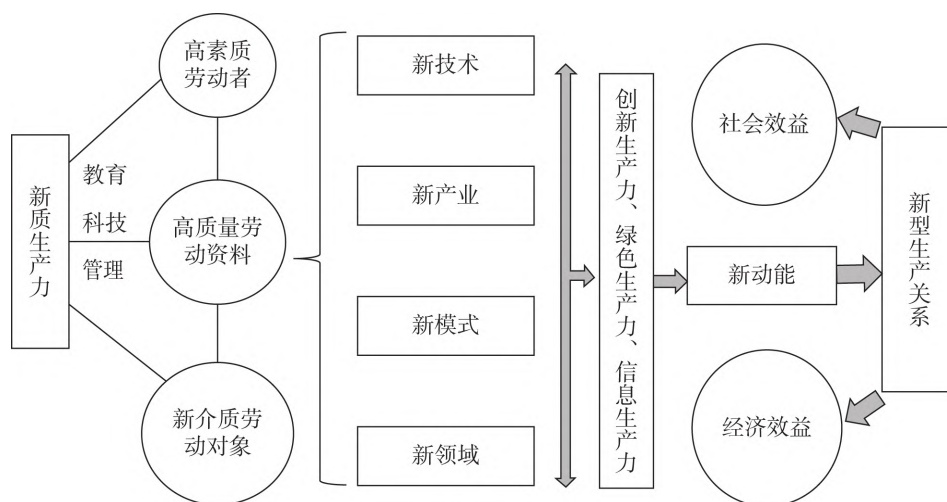 新质生产力
教育
科技
管理
高素质
劳动者
高质量劳
动资料
新介质劳
动对象
新技术
新产业
新模式
新领域
创新生产力、绿色生产力、信息生产力
新动能
社会效益
经济效益
新型生产关系